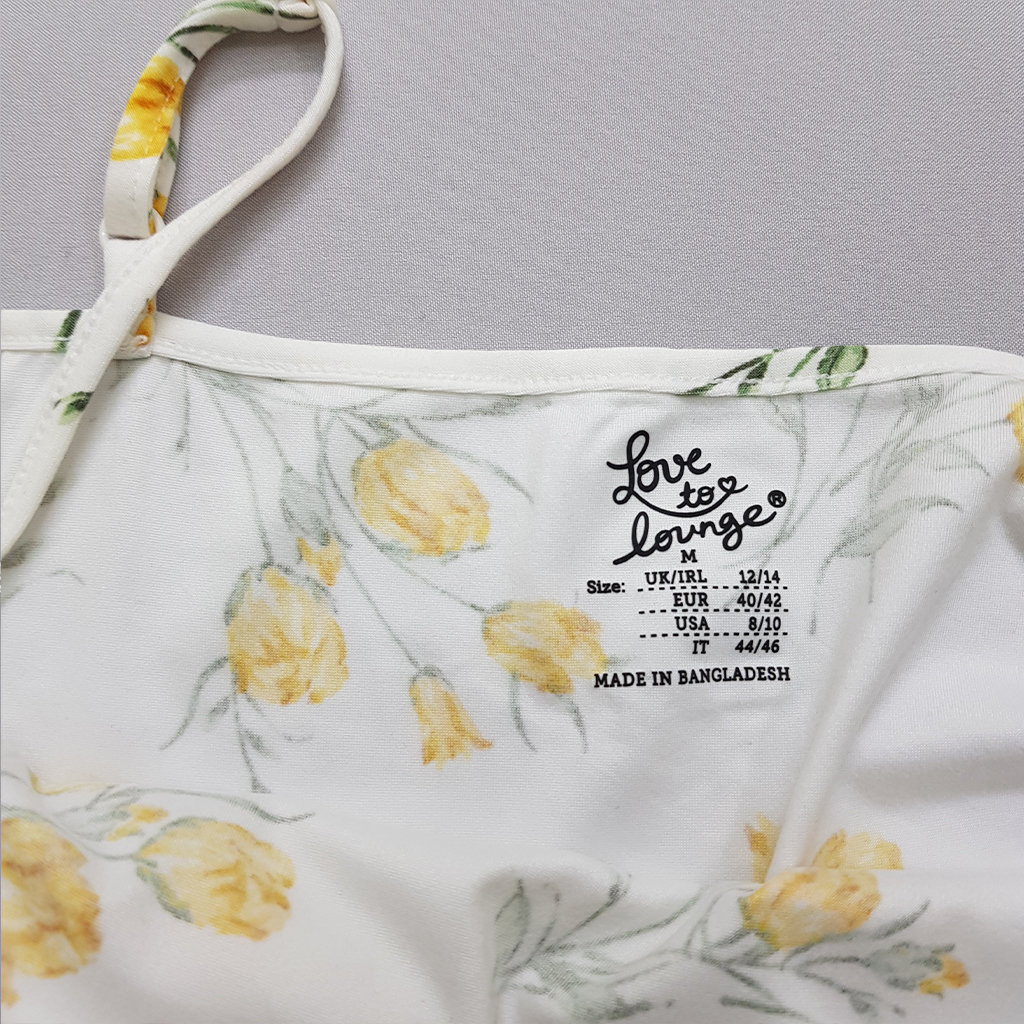 Love
to
lounge®
M
Size: UK/IRL 12/14
EUR 40/42
USA 8/10
IT 44/46
MADE IN BANGLADESH